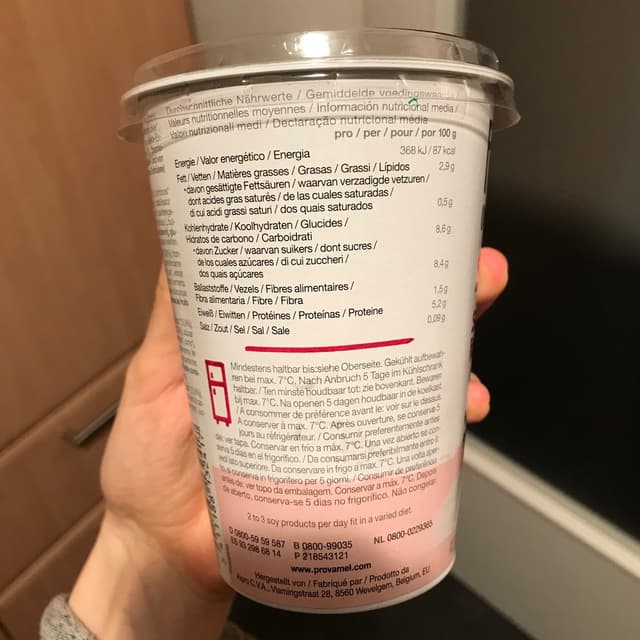 Durchschnittliche Nährwerte / Gemiddelde voedingswaarde /
Valeurs nutritionnelles moyennes / Información nutricional media /
Valori nutrizionali medi / Declaração nutricional média
pro / per / pour / por 100 g
Energie / Valor energético / Energia 368 kJ / 87 kcal
Fett / Vetten / Matières grasses / Grasas / Grassi / Lípidos 2,9 g
•davon gesättigte Fettsäuren / waarvan verzadigde vetzuren /
dont acides gras saturés / de las cuales saturadas /
di cui acidi grassi saturi / dos quais saturados 0,5 g
Kohlenhydrate / Koolhydraten / Glucides /
Hidratos de carbono / Carboidrati 8,6 g
•davon Zucker / waarvan suikers / dont sucres /
de los cuales azúcares / di cui zuccheri /
dos quais açúcares 8,4 g
Ballaststoffe / Vezels / Fibres alimentaires /
Fibra alimentaria / Fibre / Fibra 1,5 g
Eiweiß / Eiwitten / Protéines / Proteínas / Proteine 5,2 g
Salz / Zout / Sel / Sal / Sale 0,09 g
Mindestens haltbar bis:siehe Oberseite. Gekühlt aufbewah-
ren bei max. 7°C. Nach Anbruch 5 Tage im Kühlschrank
haltbar. / Ten minste houdbaar tot: zie bovenkant. Bewaren
bij max. 7°C. Na openen 5 dagen houdbaar in de koelkast.
/ A consommer de préférence avant le: voir sur le dessus.
A conserver à max. 7°C. Après ouverture, se conserve 5
jours au réfrigérateur. / Consumir preferentemente antes
de: ver tapa. Conservar en frío a máx. 7°C. Una vez abierto se con-
serva 5 días en el frigorífico. / Da consumarsi preferibilmente entro il:
vedi lato superiore. Da conservare in frigo a max. 7°C. Una volta aper-
to si conserva in frigorifero per 5 giorni. / Consumir de preferência
antes de: ver topo da embalagem. Conservar a máx. 7°C. Depois
de aberto, conserva-se 5 dias no frigorífico. Não congelar.
2 to 3 soy products per day fit in a varied diet.
D 0800-59 59 587 B 0800-99035 NL 0800-0229365
ES 93 298 68 14 P 218543121
www.provamel.com
Hergestellt von / Fabriqué par / Prodotto da
Alpro C.V.A., Vlamingstraat 28, 8560 Wevelgem, Belgium, EU